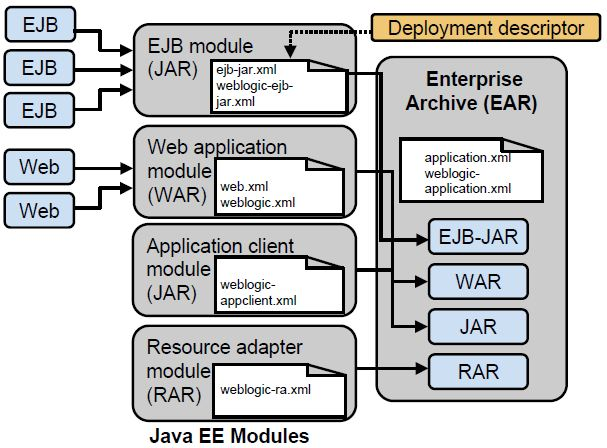 EJB
EJB
EJB
Web
Web
EJB module
(JAR)
ejb-jar.xml
weblogic-ejb-
jar.xml
Deployment descriptor
Web application
module
(WAR)
web.xml
weblogic.xml
Application client
module
(JAR)
weblogic-
appclient.xml
Resource adapter
module
(RAR)
weblogic-ra.xml
Java EE Modules
Enterprise
Archive (EAR)
application.xml
weblogic-
application.xml
EJB-JAR
WAR
JAR
RAR